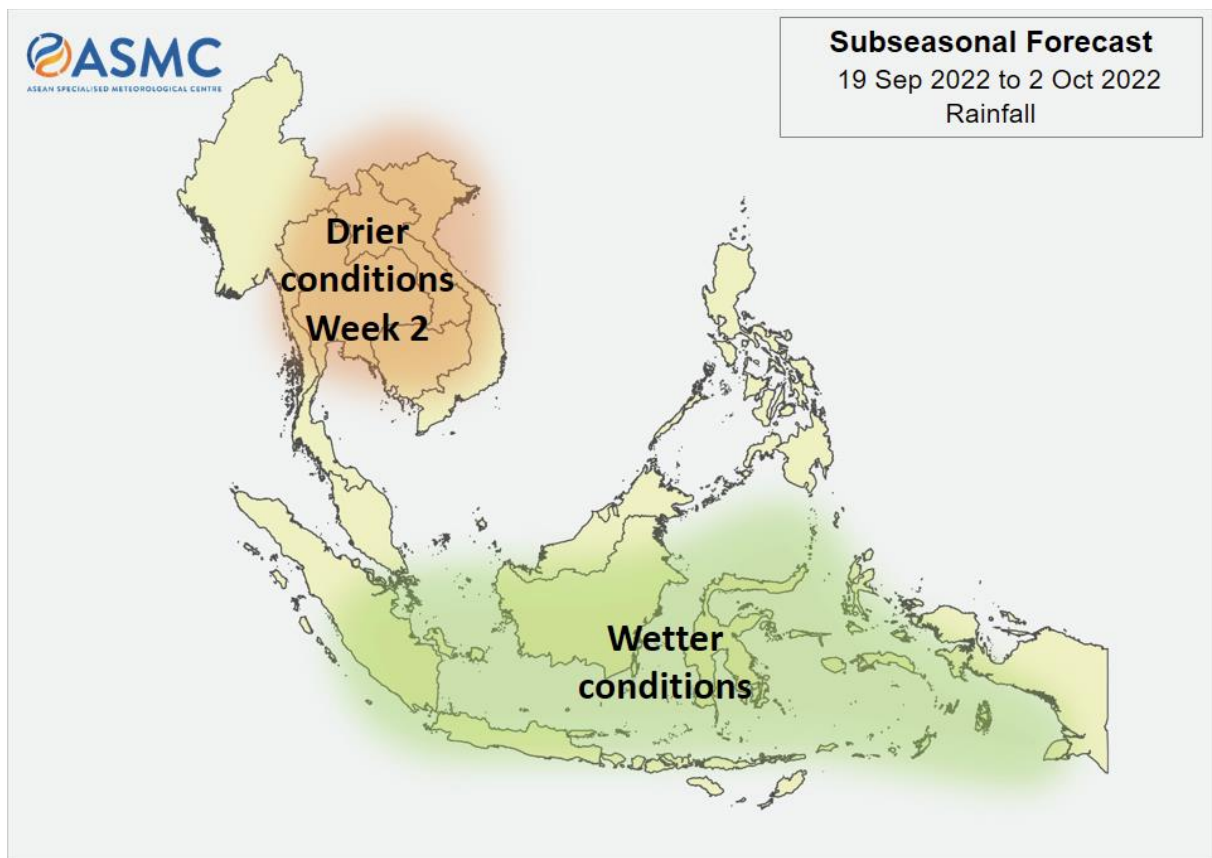 ASMC
ASEAN SPECIALISED METEOROLOGICAL CENTRE
Subseasonal Forecast
19 Sep 2022 to 2 Oct 2022
Rainfall
Drier
conditions
Week 2
Wetter
conditions